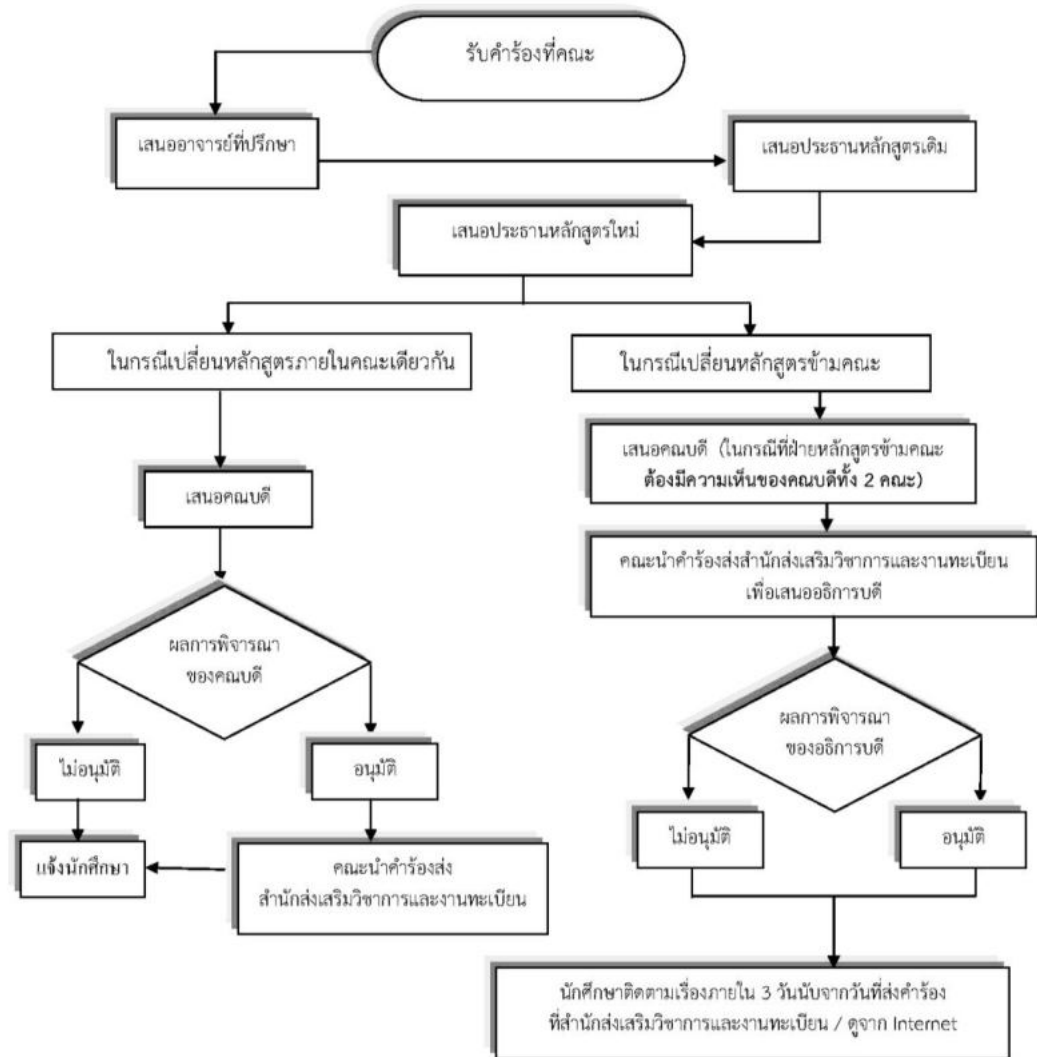 รับคำร้องที่คณะ
เสนออาจารย์ที่ปรึกษา
เสนอประธานหลักสูตรเดิม
เสนอประธานหลักสูตรใหม่
ในกรณีเปลี่ยนหลักสูตรภายในคณะเดียวกัน
ในกรณีเปลี่ยนหลักสูตรข้ามคณะ
เสนอคณบดี
เสนอคณบดี (ในกรณีที่ฝ่ายหลักสูตรข้ามคณะ
ต้องมีความเห็นของคณบดีทั้ง 2 คณะ)
คณะนำคำร้องส่งสำนักส่งเสริมวิชาการและงานทะเบียน
เพื่อเสนออธิการบดี
ผลการพิจารณา
ของคณบดี
ไม่อนุมัติ
อนุมัติ
แจ้งนักศึกษา
คณะนำคำร้องส่ง
สำนักส่งเสริมวิชาการและงานทะเบียน
ผลการพิจารณา
ของอธิการบดี
ไม่อนุมัติ
อนุมัติ
นักศึกษาติดตามเรื่องภายใน 3 วันนับจากวันที่ส่งคำร้อง
ที่สำนักส่งเสริมวิชาการและงานทะเบียน / ดูจาก Internet